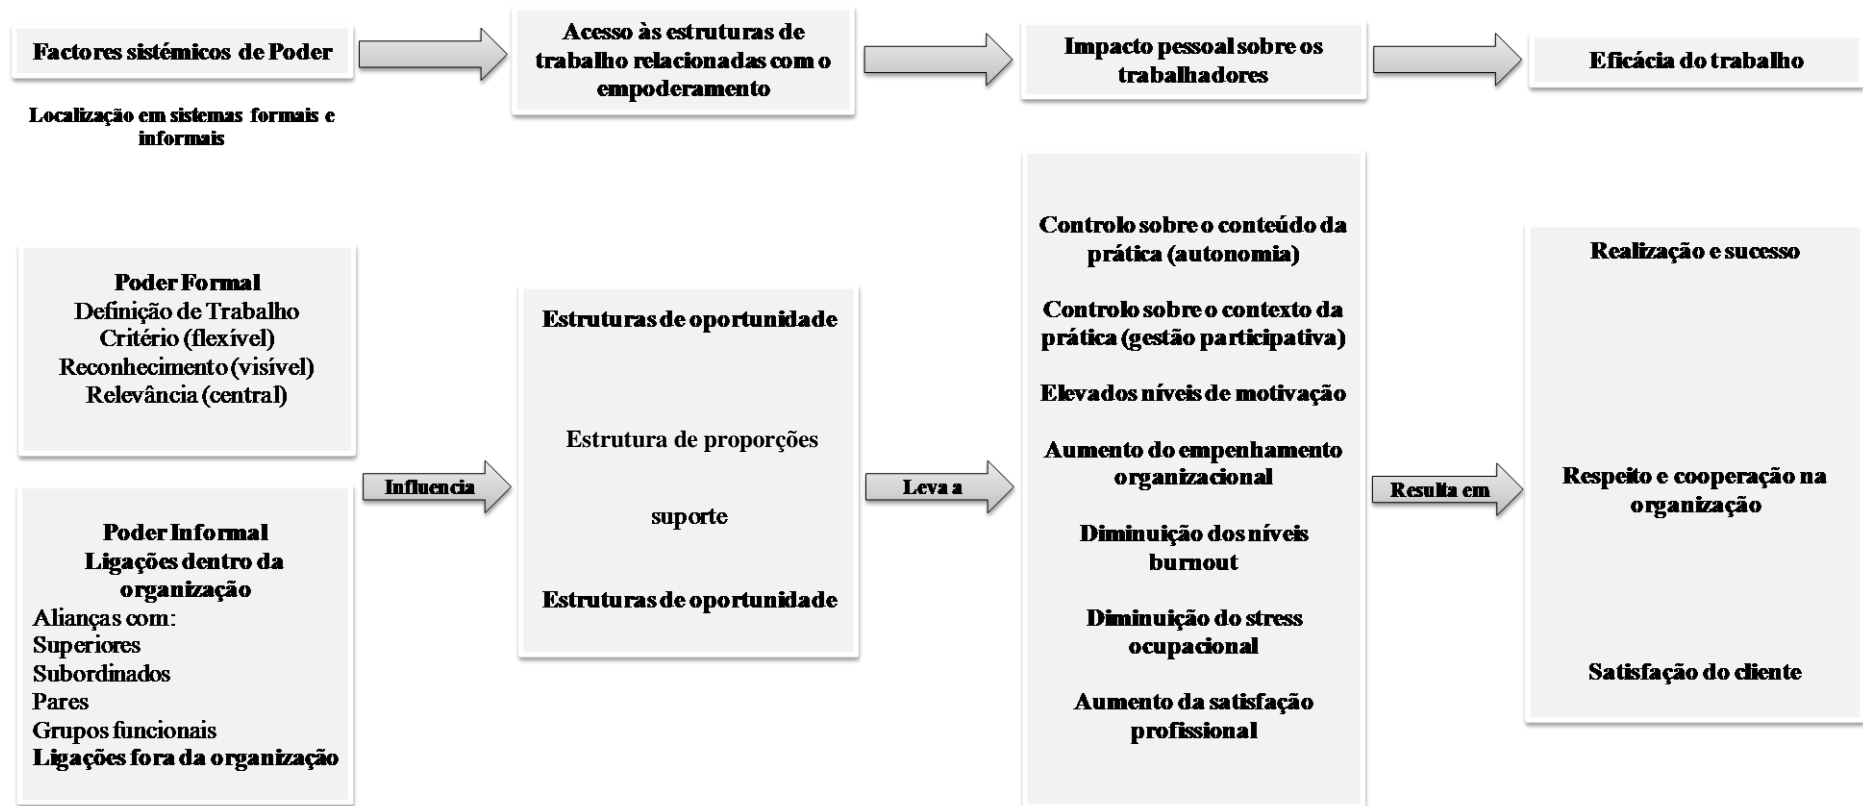 Factores sistémicos de Poder
Acesso às estruturas de
trabalho relacionadas com o
empoderamento
Impacto pessoal sobre os
trabalhadores
Eficácia do trabalho
Localização em sistemas formais e
informais
Poder Formal
Definição de Trabalho
Critério (flexível)
Reconhecimento (visível)
Relevância (central)
Poder Informal
Ligações dentro da
organização
Alianças com:
Superiores
Subordinados
Pares
Grupos funcionais
Ligações fora da organização
Influencia
Estruturas de oportunidade
Estrutura de proporções
suporte
Estruturas de oportunidade
Leva a
Controlo sobre o conteúdo da
prática (autonomia)
Controlo sobre o contexto da
prática (gestão participativa)
Elevados níveis de motivação
Aumento do empenhamento
organizacional
Diminuição dos níveis
burnout
Diminuição do stress
ocupacional
Aumento da satisfação
profissional
Resulta em
Realização e sucesso
Respeito e cooperação na
organização
Satisfação do cliente